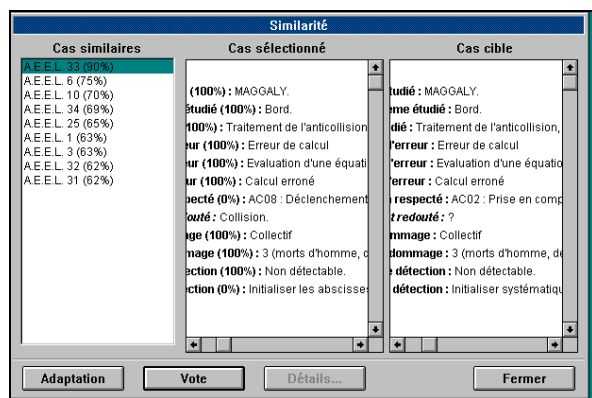 Similarité
Cas similaires
A.E.E.L. 33 (90%)
A.E.E.L. 6 (75%)
A.E.E.L. 10 (70%)
A.E.E.L. 34 (69%)
A.E.E.L. 25 (65%)
A.E.E.L. 1 (63%)
A.E.E.L. 3 (63%)
A.E.E.L. 32 (62%)
A.E.E.L. 31 (62%)
Cas sélectionné
(100%) : MAGGALY.
étudié (100%) : Bord.
100%) : Traitement de l'anticollision
eur (100%) : Erreur de calcul
eur (100%) : Evaluation d'une équati
ur (100%) : Calcul erroné
pecté (0%) : AC08 : Déclenchement
outé : Collision.
age (100%) : Collectif
mage (100%) : 3 (morts d'homme, d
ection (100%) : Non détectable.
ection (0%) : Initialiser les abscisse
Cas cible
tudié : MAGGALY.
me étudié : Bord.
dié : Traitement de l'anticollision,
'erreur : Erreur de calcul
'erreur : Evaluation d'une équatio
'erreur : Calcul erroné
respecté : AC02 : Prise en comp
t redouté : ?
mmage : Collectif
dommage : 3 (morts d'homme, de
détection : Non détectable.
détection : Initialiser systématiqu
Adaptation
Vote
Détails...
Fermer